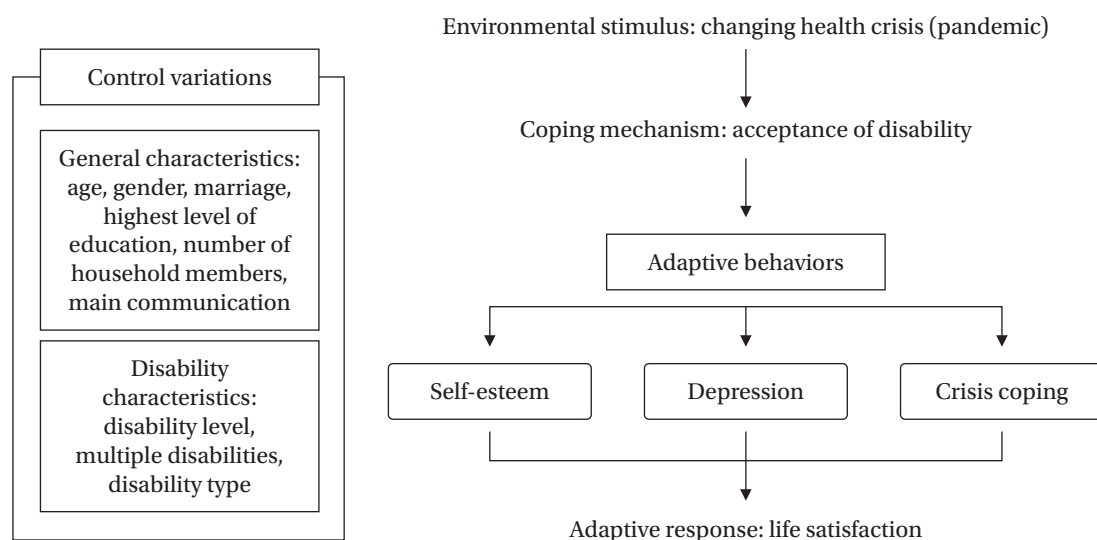 Control variations
General characteristics:
age, gender, marriage,
highest level of
education, number of
household members,
main communication
Disability
characteristics:
disability level,
multiple disabilities,
disability type
Environmental stimulus: changing health crisis (pandemic)
Coping mechanism: acceptance of disability
Adaptive behaviors
Self-esteem
Depression
Crisis coping
Adaptive response: life satisfaction